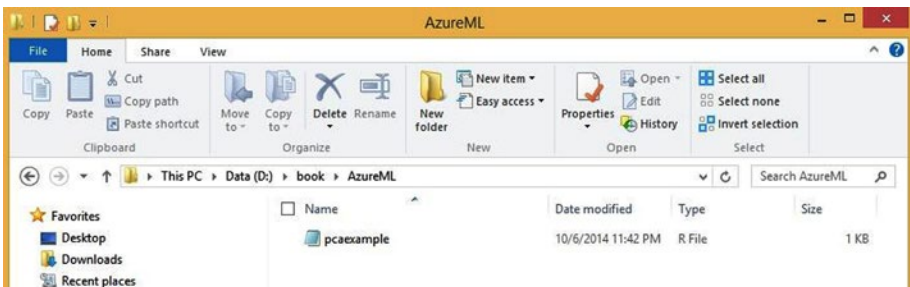 AzureML
File Home Share View
Copy
Paste
Cut
Copy path
Paste shortcut
Clipboard
Move to
Copy to
Delete
Rename
Organize
New folder
New item
Easy access
New
Properties
Open
Edit
History
Open
Select all
Select none
Invert selection
Select
This PC Data (D:) book AzureML
Search AzureML
Favorites
Desktop
Downloads
Recent places
Name Date modified Type Size
pcaexample 10/6/2014 11:42 PM R File 1 KB